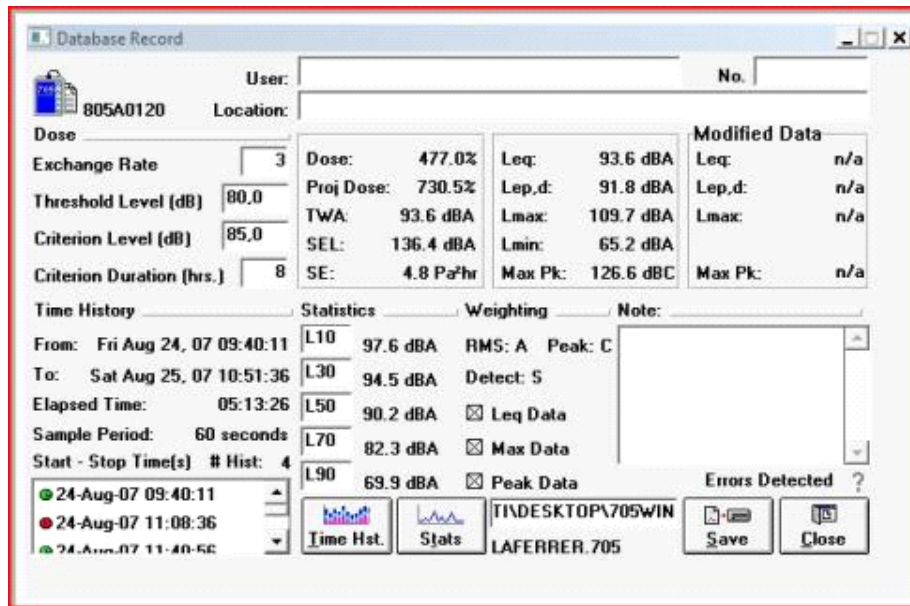 Database Record
User:
No.
805A0120
Location:
Dose
Exchange Rate 3
Threshold Level (dB) 80,0
Criterion Level (dB) 85,0
Criterion Duration (hrs.) 8
Dose: 477.0%
Proj Dose: 730.5%
TWA: 93.6 dBA
SEL: 136.4 dBA
SE: 4.8 Pa²hr
Leq: 93.6 dBA
Lep,d: 91.8 dBA
Lmax: 109.7 dBA
Lmin: 65.2 dBA
Max Pk: 126.6 dBC
Modified Data
Leq: n/a
Lep,d: n/a
Lmax: n/a
Max Pk: n/a
Time History
From: Fri Aug 24, 07 09:40:11
To: Sat Aug 25, 07 10:51:36
Elapsed Time: 05:13:26
Sample Period: 60 seconds
Start - Stop Time(s) # Hist: 4
24-Aug-07 09:40:11
24-Aug-07 11:08:36
24-Aug-07 11:40:56
Statistics
L10 97.6 dBA
L30 94.5 dBA
L50 90.2 dBA
L70 82.3 dBA
L90 69.9 dBA
Weighting
RMS: A Peak: C
Detect: S
Leq Data
Max Data
Peak Data
Note:
Errors Detected ?
Time Hst.
Stats
TI\DESKTOP\705WIN
LAFERRER.705
Save
Close